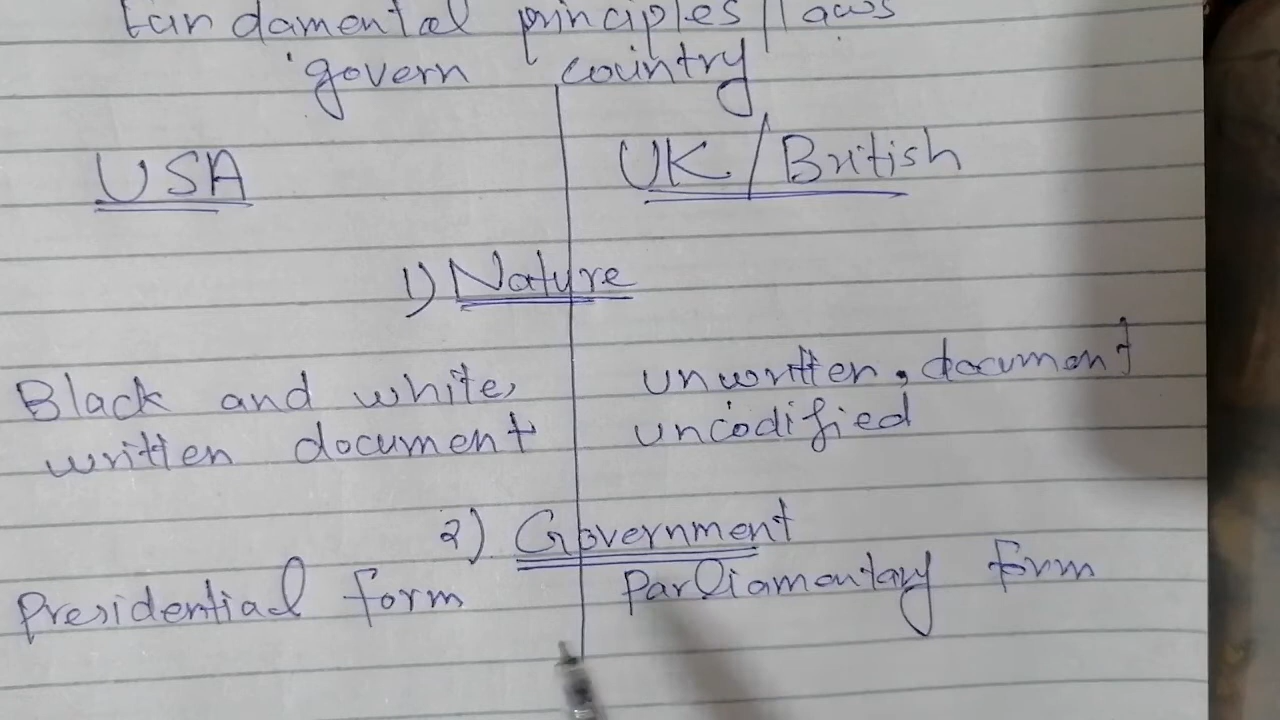 fundamental principles / laws
govern country
USA
UK / British
1) Nature
Black and white,
written document
unwritten, document
uncodified
2) Government
Presidential form
Parliamentary form